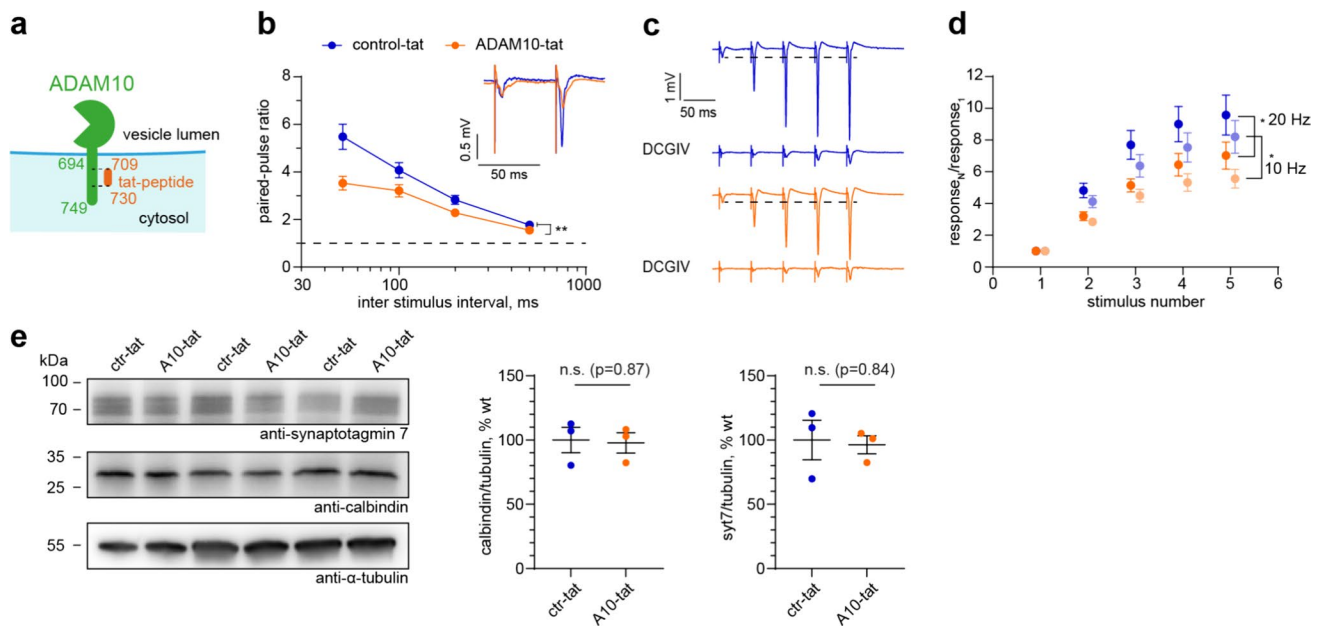 a
ADAM10
vesicle lumen
694
709
tat-peptide
730
749
cytosol
b
control-tat
ADAM10-tat
8
6
4
2
0
paired-pulse ratio
30
100
1000
inter stimulus interval, ms
0.5 mV
50 ms
**
c
1 mV
50 ms
DCGIV
DCGIV
d
12
10
8
6
4
2
0
responseN/response1
0
1
2
3
4
5
6
stimulus number
* 20 Hz
*
10 Hz
e
kDa
ctr-tat
A10-tat
ctr-tat
A10-tat
ctr-tat
A10-tat
100
70
anti-synaptotagmin 7
35
25
anti-calbindin
55
anti-α-tubulin
n.s. (p=0.87)
150
100
50
0
calbindin/tubulin, % wt
ctr-tat
A10-tat
n.s. (p=0.84)
150
100
50
0
syt7/tubulin, % wt
ctr-tat
A10-tat